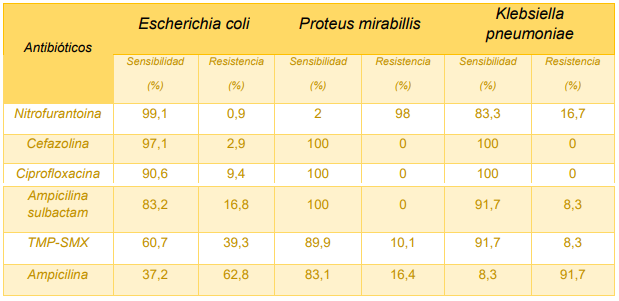 Antibióticos Escherichia coli Proteus mirabillis Klebsiella
pneumoniae
Sensibilidad Resistencia Sensibilidad Resistencia Sensibilidad Resistencia
(%) (%) (%) (%) (%) (%)
Nitrofurantoina 99,1 0,9 2 98 83,3 16,7
Cefazolina 97,1 2,9 100 0 100 0
Ciprofloxacina 90,6 9,4 100 0 100 0
Ampicilina
sulbactam 83,2 16,8 100 0 91,7 8,3
TMP-SMX 60,7 39,3 89,9 10,1 91,7 8,3
Ampicilina 37,2 62,8 83,1 16,4 8,3 91,7